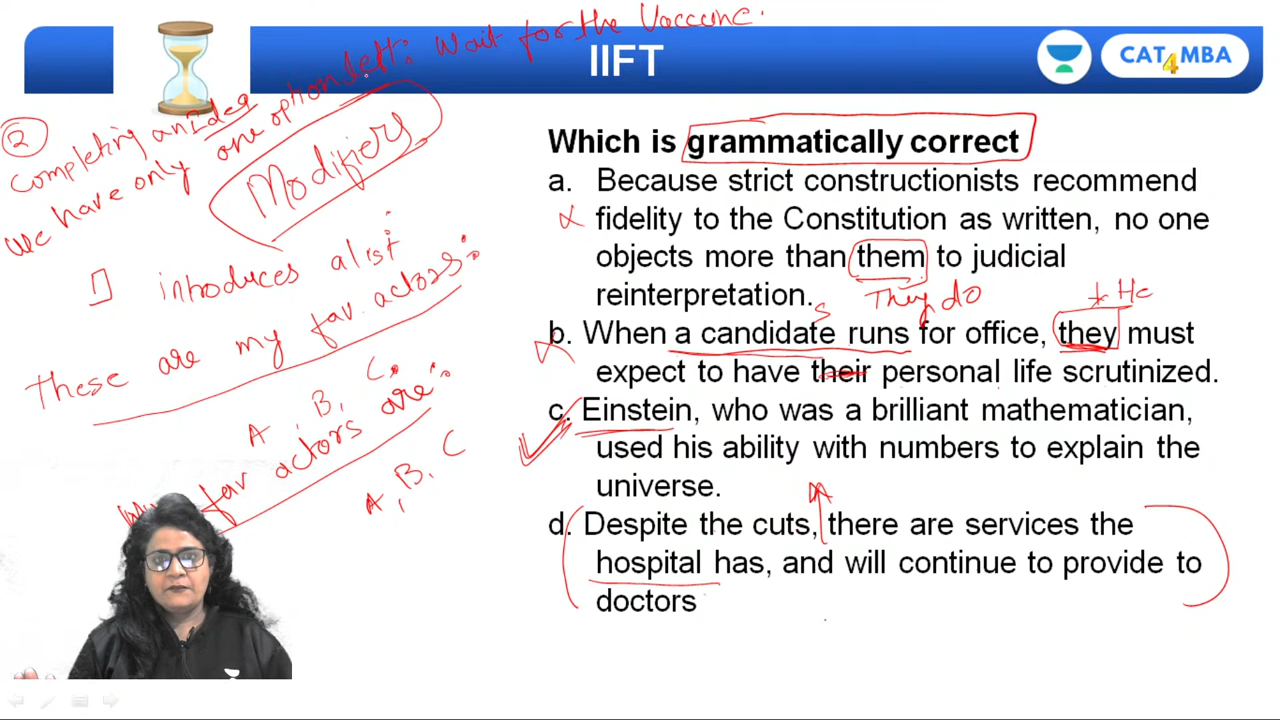 IIFT
CAT4MBA
Which is grammatically correct
a. Because strict constructionists recommend
fidelity to the Constitution as written, no one
objects more than them to judicial
reinterpretation.
They do
He
s
b. When a candidate runs for office, they must
expect to have their personal life scrutinized.
c. Einstein, who was a brilliant mathematician,
used his ability with numbers to explain the
universe.
d. Despite the cuts, there are services the
hospital has, and will continue to provide to
doctors
② Completing an Idea
We have only one option left: Wait for the Vaccine.
Modifiers
introduces a list
These are my fav. actors:
A B, C.
fav actors are:
A, B, C